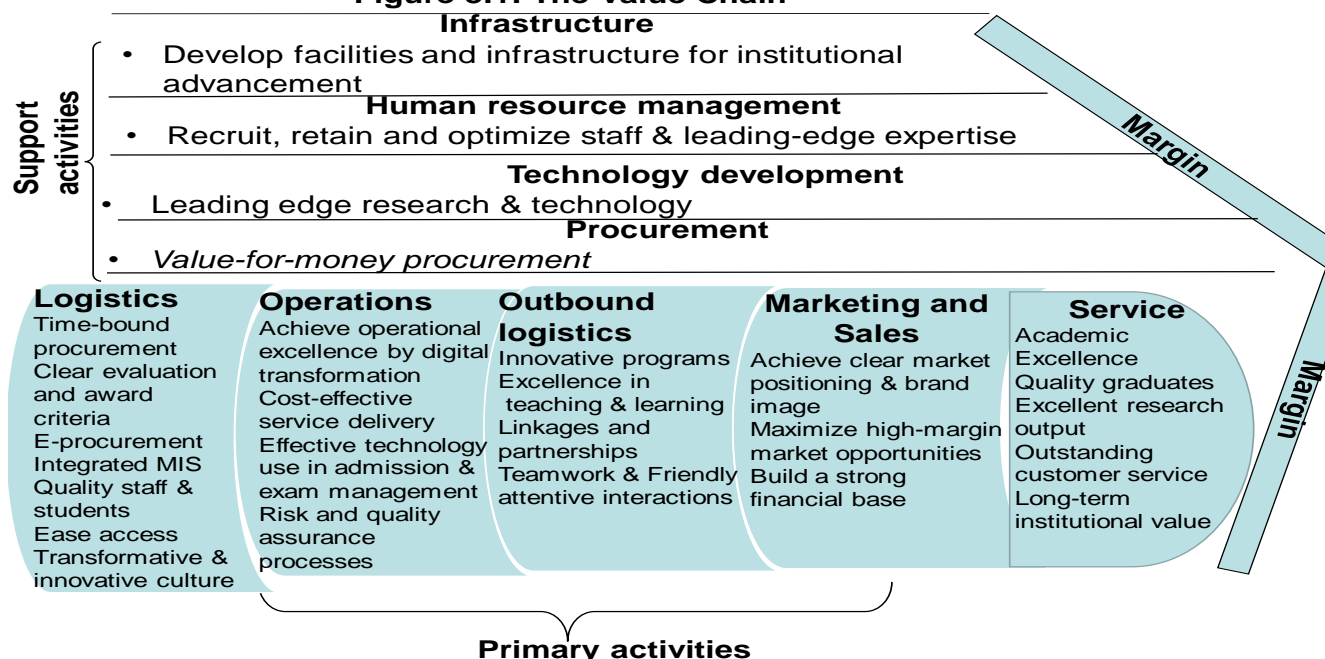 Figure The Value Chain
Infrastructure
• Develop facilities and infrastructure for institutional
advancement
Human resource management
• Recruit, retain and optimize staff & leading-edge expertise
Technology development
• Leading edge research & technology
Procurement
• Value-for-money procurement
Support
activities
Margin
Margin
Logistics
Time-bound
procurement
Clear evaluation
and award
criteria
E-procurement
Integrated MIS
Quality staff &
students
Ease access
Transformative &
innovative culture
Operations
Achieve operational
excellence by digital
transformation
Cost-effective
service delivery
Effective technology
use in admission &
exam management
Risk and quality
assurance
processes
Outbound
logistics
Innovative programs
Excellence in
teaching & learning
Linkages and
partnerships
Teamwork & Friendly
attentive interactions
Marketing and
Sales
Achieve clear market
positioning & brand
image
Maximize high-margin
market opportunities
Build a strong
financial base
Service
Academic
Excellence
Quality graduates
Excellent research
output
Outstanding
customer service
Long-term
institutional value
Primary activities